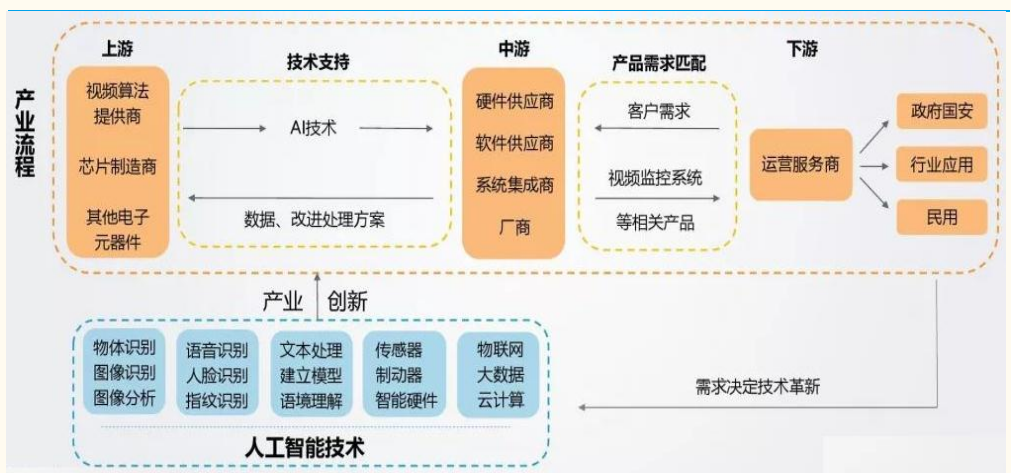 产业流程
上游
视频算法
提供商
芯片制造商
其他电子
元器件
技术支持
AI技术
数据、改进处理方案
中游
硬件供应商
软件供应商
系统集成商
厂商
产品需求匹配
客户需求
视频监控系统
等相关产品
下游
运营服务商
政府国安
行业应用
民用
产业 创新
物体识别
图像识别
图像分析
语音识别
人脸识别
指纹识别
文本处理
建立模型
语境理解
传感器
制动器
智能硬件
物联网
大数据
云计算
人工智能技术
需求决定技术革新